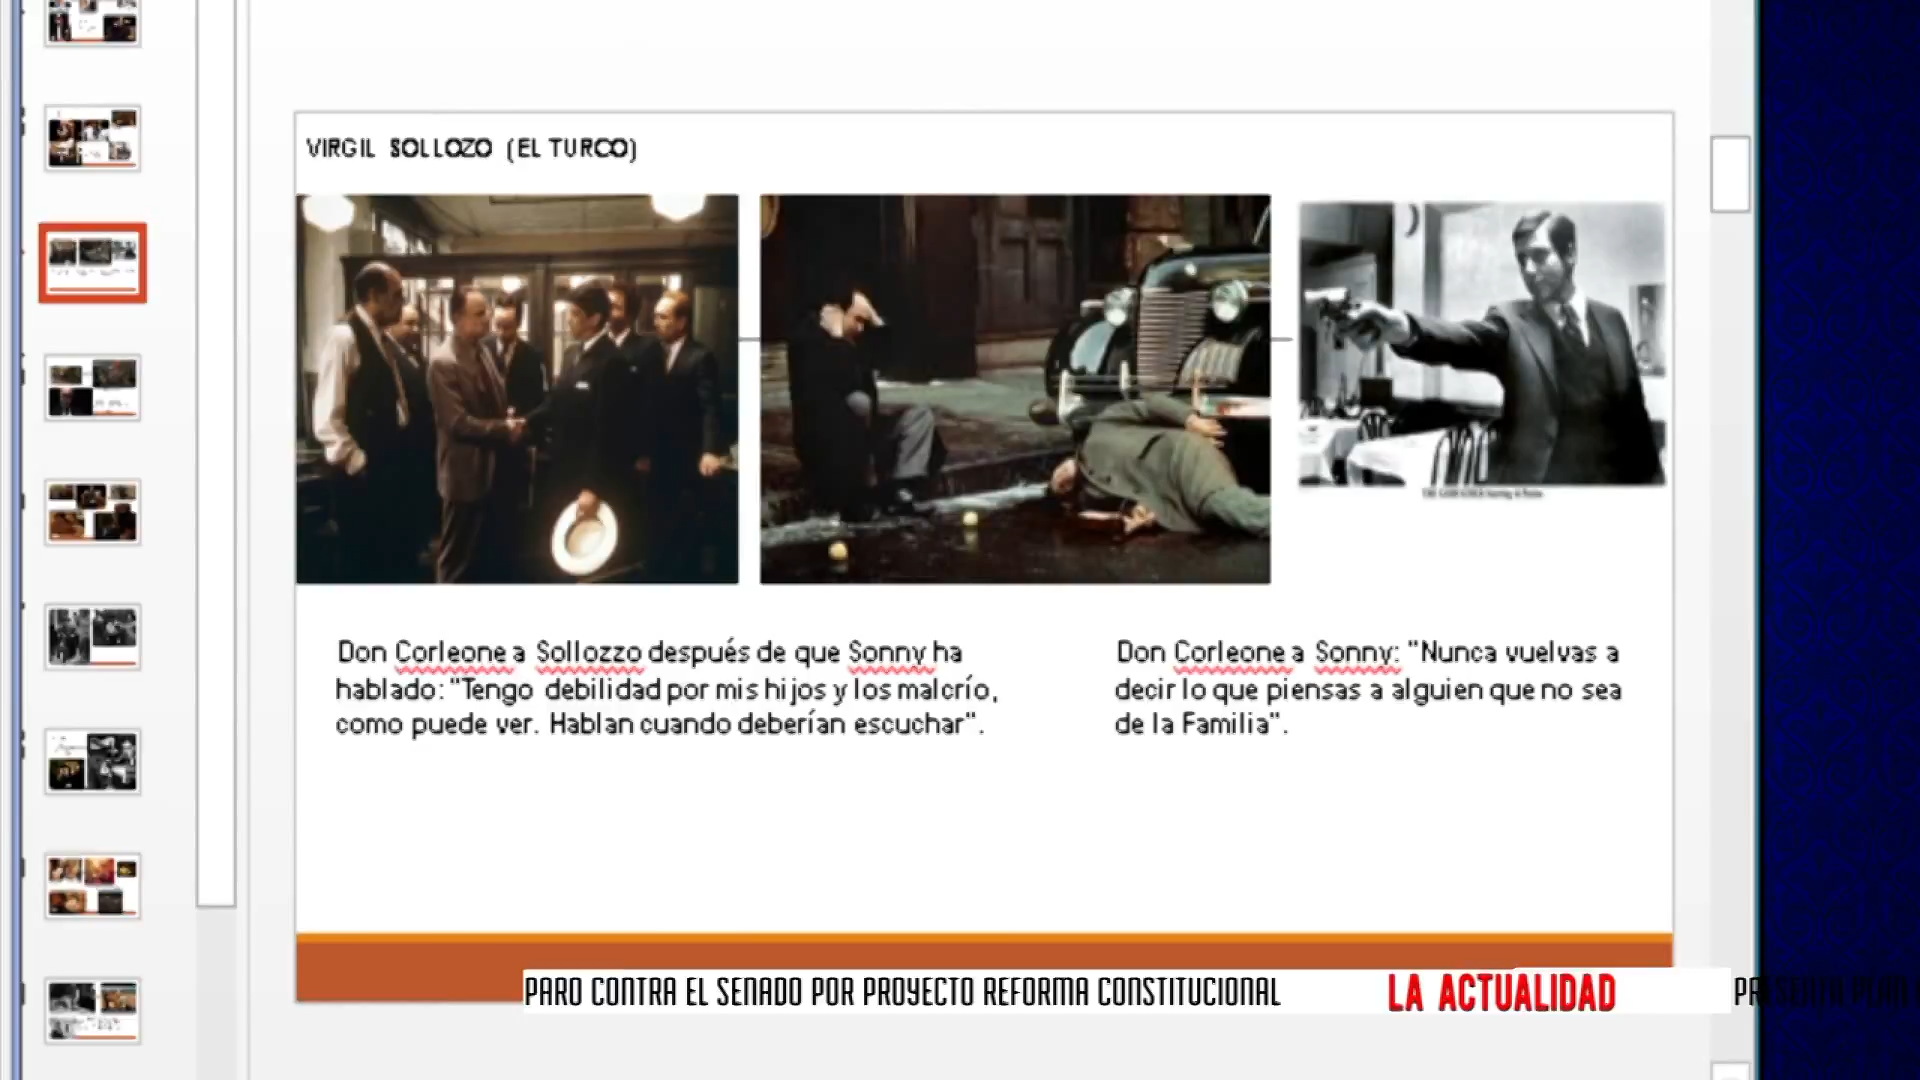 VIRGIL SOLLOZO (EL TURCO)
Don Corleone a Sollozzo después de que Sonny ha
hablado: "Tengo debilidad por mis hijos y los malcrío,
como puede ver. Hablan cuando deberían escuchar".
Don Corleone a Sonny: "Nunca vuelvas a
decir lo que piensas a alguien que no sea
de la Familia".
PARO CONTRA EL SENADO POR PROYECTO REFORMA CONSTITUCIONAL
LA ACTUALIDAD
PRESENTA PLAN